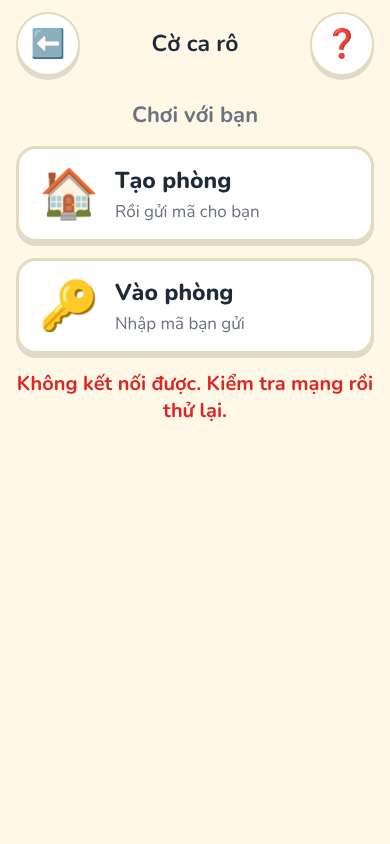 Cờ ca rô
Chơi với bạn
Tạo phòng
Rồi gửi mã cho bạn
Vào phòng
Nhập mã bạn gửi
Không kết nối được. Kiểm tra mạng rồi
thử lại.